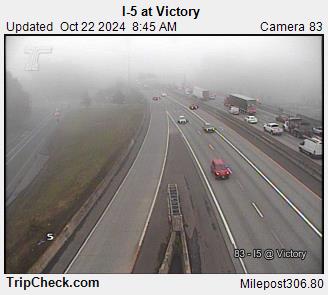 I-5 at Victory
Updated  Oct 22 2024  8:45 AM
Camera 83
S
83 - I5 @ Victory
TripCheck.com
Milepost306.80